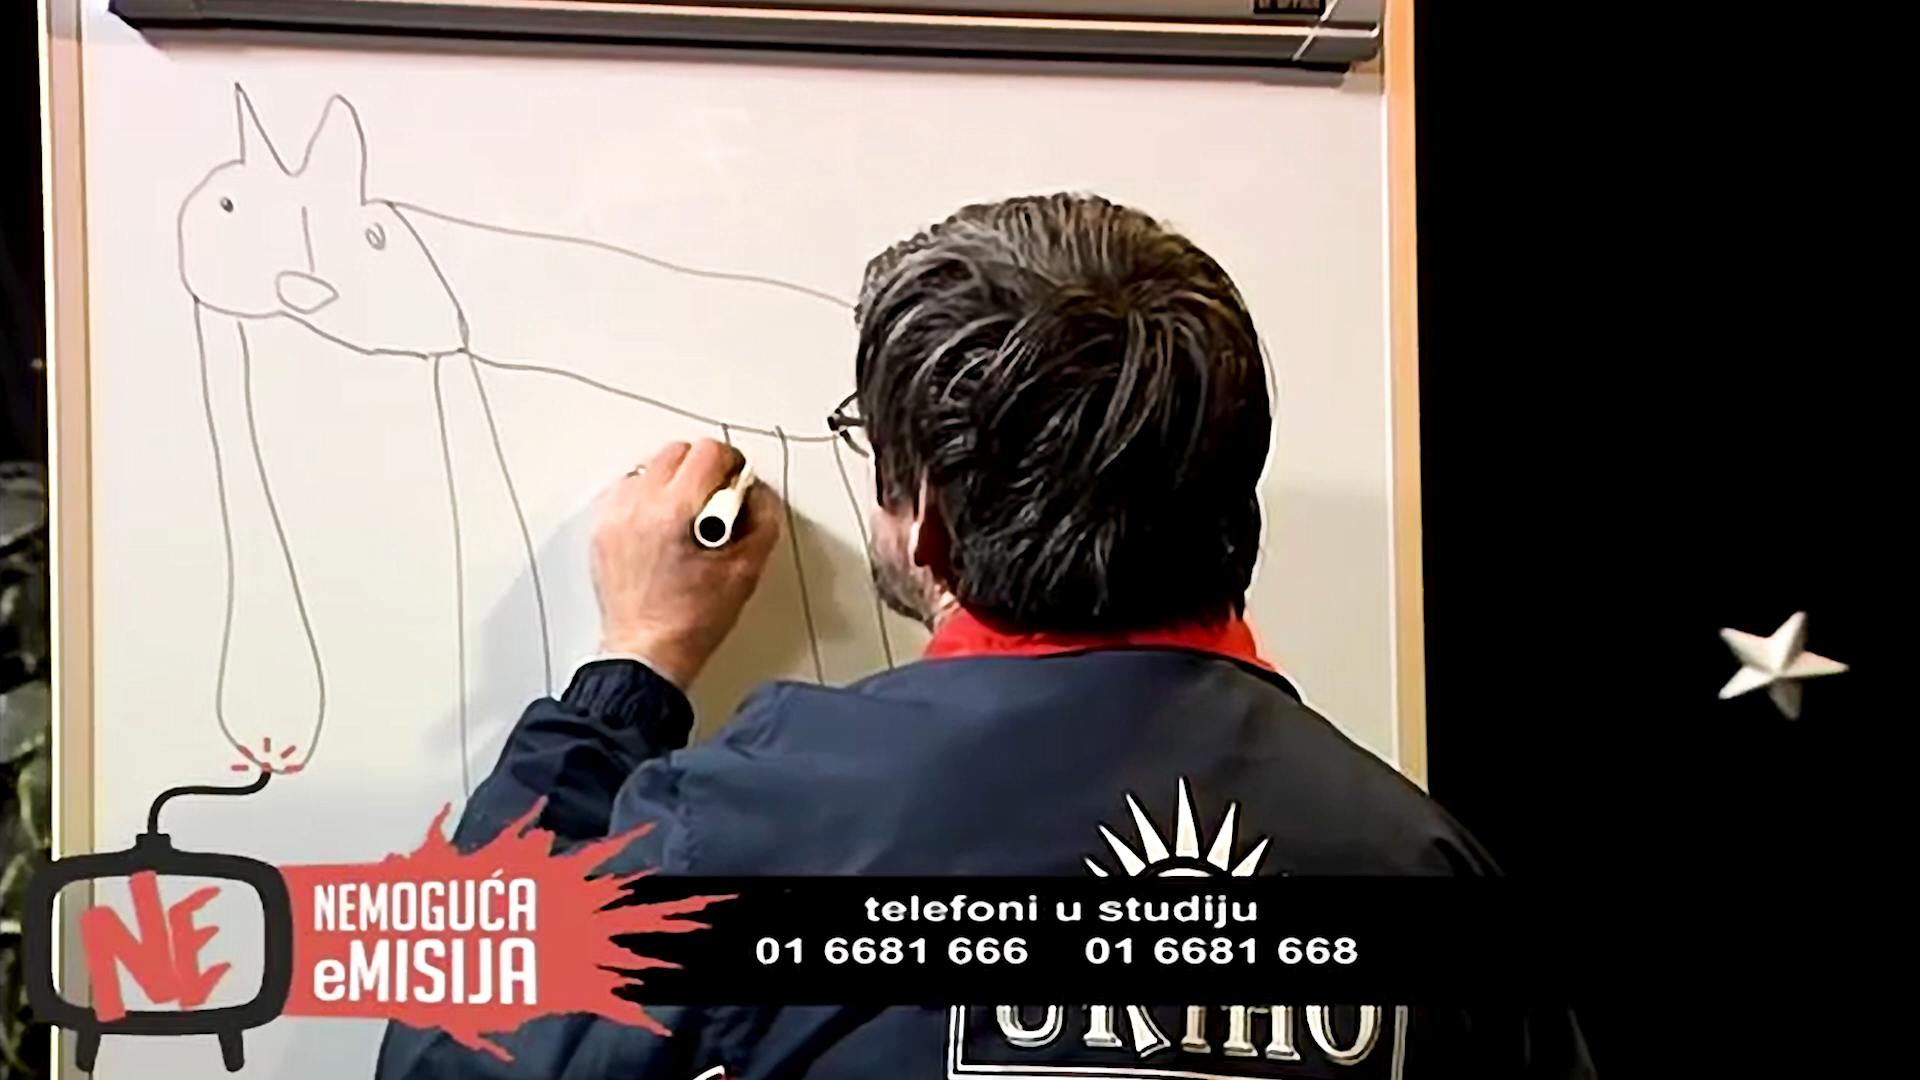 NE
NEMOGUĆA
eMISIJA
telefoni u studiju
01 6681 666 01 6681 668